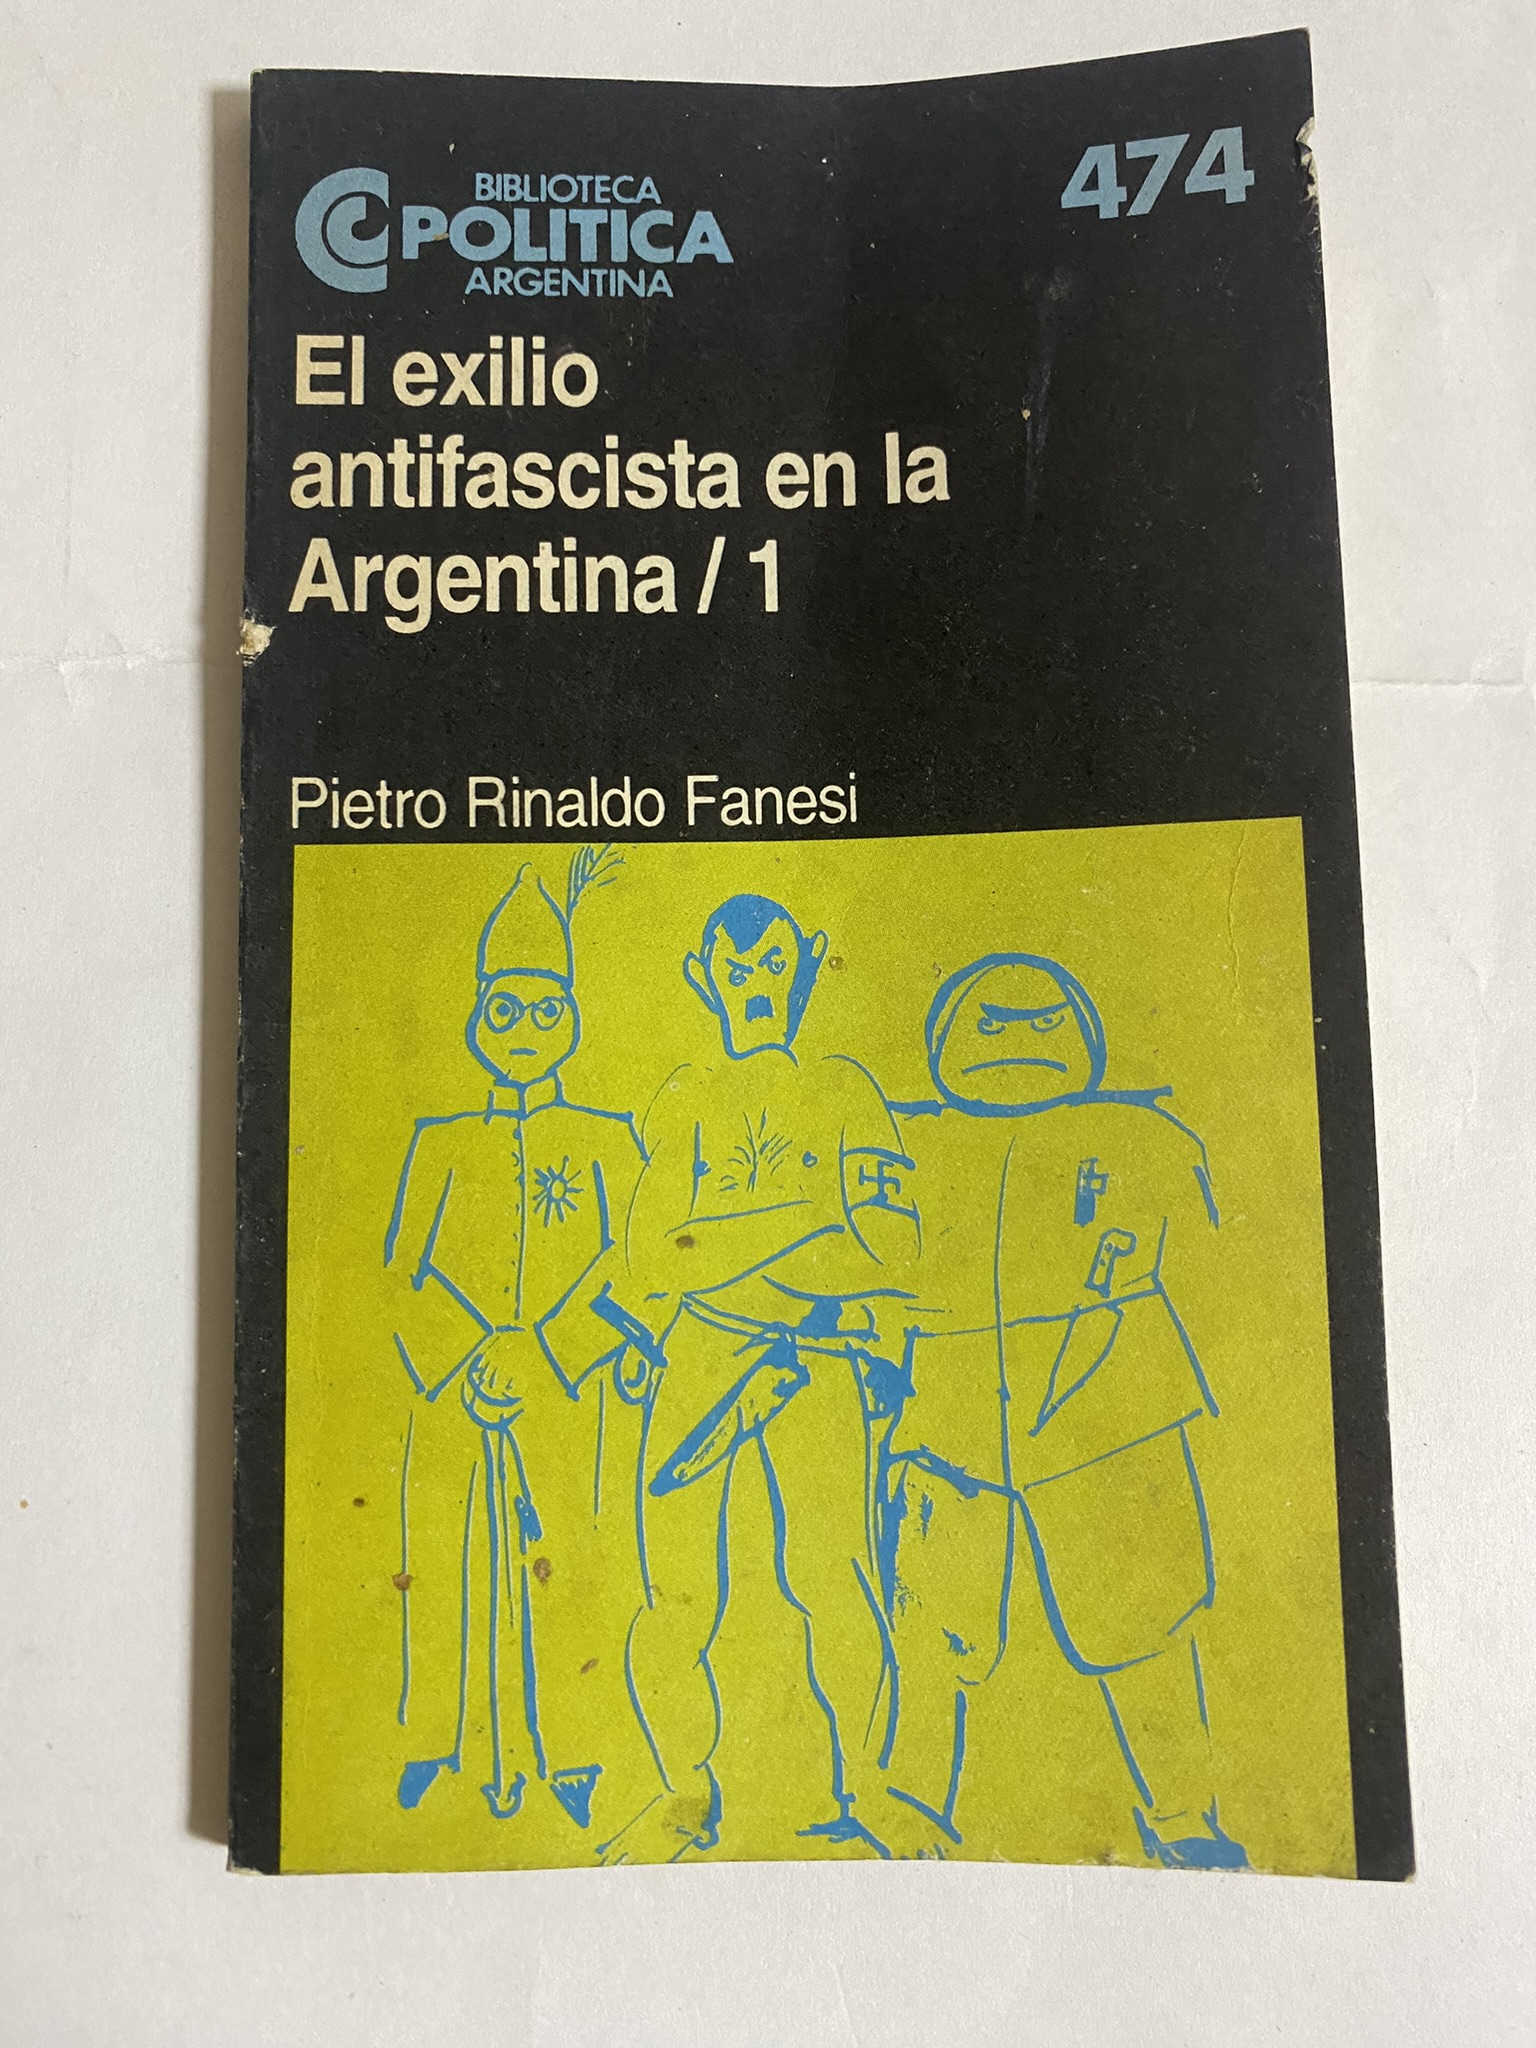 BIBLIOTECA
POLITICA
ARGENTINA
474
El exilio
antifascista en la
Argentina / 1
Pietro Rinaldo Fanesi